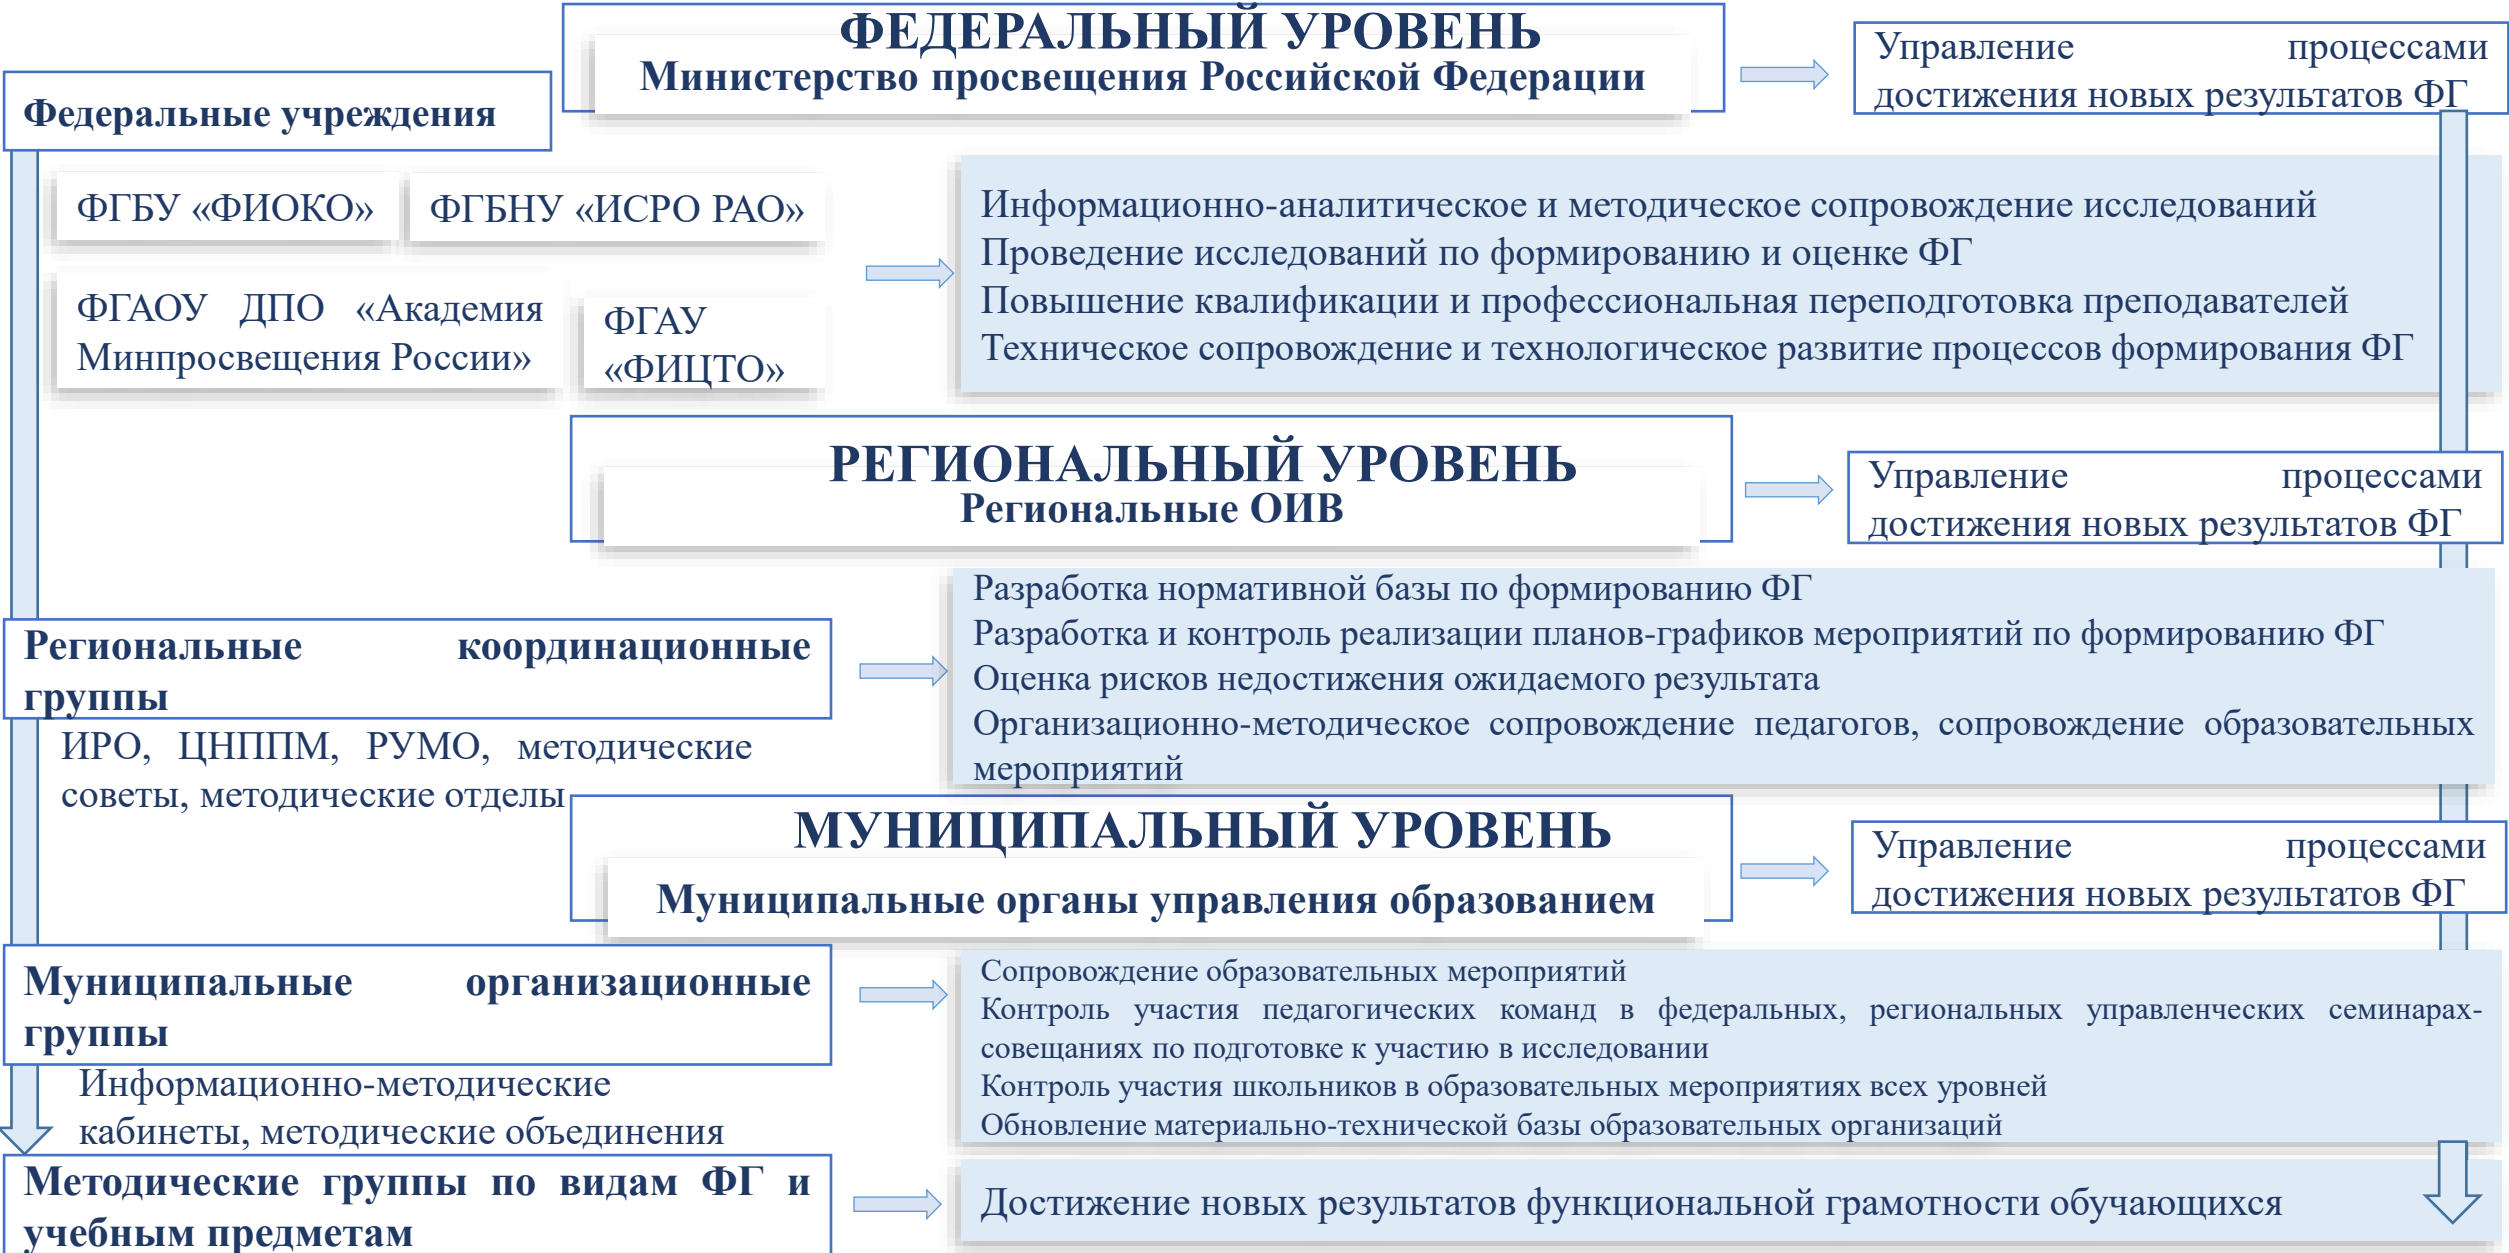 ФЕДЕРАЛЬНЫЙ УРОВЕНЬ
Министерство просвещения Российской Федерации
Управление процессами
достижения новых результатов ФГ
Федеральные учреждения
ФГБУ «ФИОКО»
ФГБНУ «ИСРО РАО»
ФГАОУ ДПО «Академия
Минпросвещения России»
ФГАУ
«ФИЦТО»
Информационно-аналитическое и методическое сопровождение исследований
Проведение исследований по формированию и оценке ФГ
Повышение квалификации и профессиональная переподготовка преподавателей
Техническое сопровождение и технологическое развитие процессов формирования ФГ
РЕГИОНАЛЬНЫЙ УРОВЕНЬ
Региональные ОИВ
Управление процессами
достижения новых результатов ФГ
Региональные координационные
группы
ИРО, ЦНППМ, РУМО, методические
советы, методические отделы
Разработка нормативной базы по формированию ФГ
Разработка и контроль реализации планов-графиков мероприятий по формированию ФГ
Оценка рисков недостижения ожидаемого результата
Организационно-методическое сопровождение педагогов, сопровождение образовательных
мероприятий
МУНИЦИПАЛЬНЫЙ УРОВЕНЬ
Муниципальные органы управления образованием
Управление процессами
достижения новых результатов ФГ
Муниципальные организационные
группы
Информационно-методические
кабинеты, методические объединения
Сопровождение образовательных мероприятий
Контроль участия педагогических команд в федеральных, региональных управленческих семинарах-
совещаниях по подготовке к участию в исследовании
Контроль участия школьников в образовательных мероприятиях всех уровней
Обновление материально-технической базы образовательных организаций
Методические группы по видам ФГ и
учебным предметам
Достижение новых результатов функциональной грамотности обучающихся